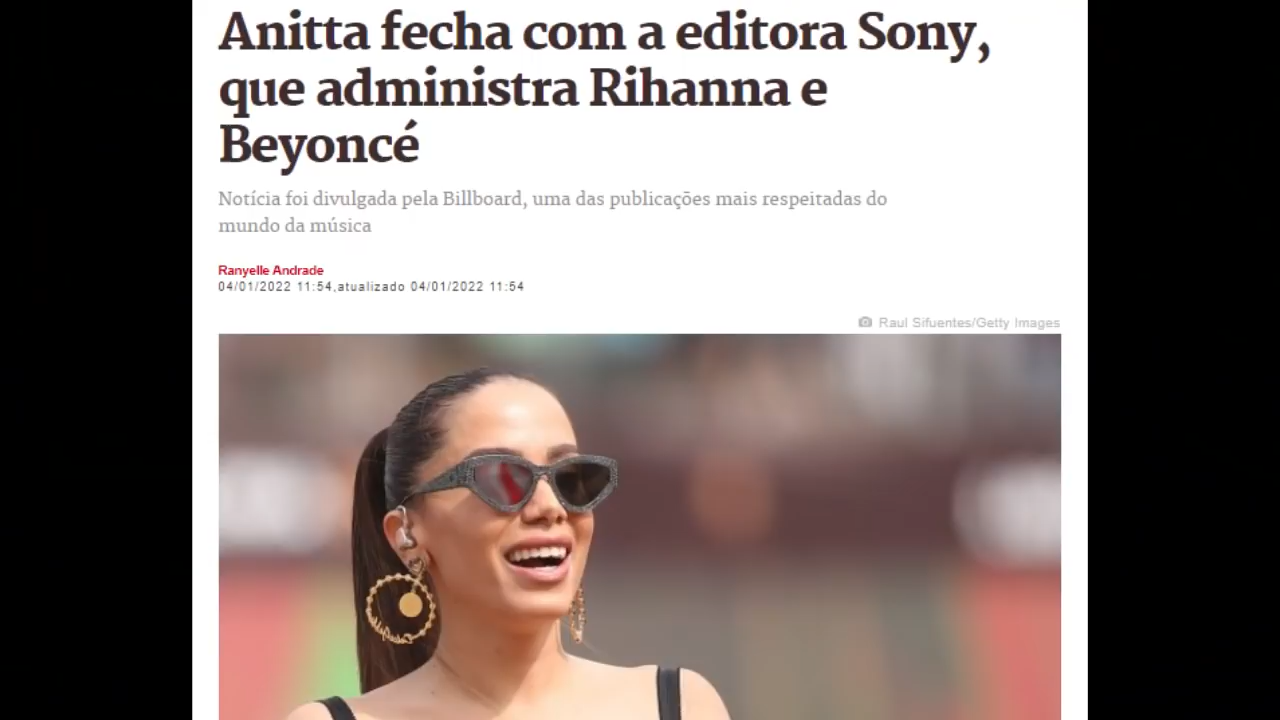 Anitta fecha com a editora Sony,
que administra Rihanna e
Beyoncé
Notícia foi divulgada pela Billboard, uma das publicações mais respeitadas do
mundo da música
Ranyelle Andrade
04/01/2022 11:54,atualizado 04/01/2022 11:54
Raul Sifuentes/Getty Images